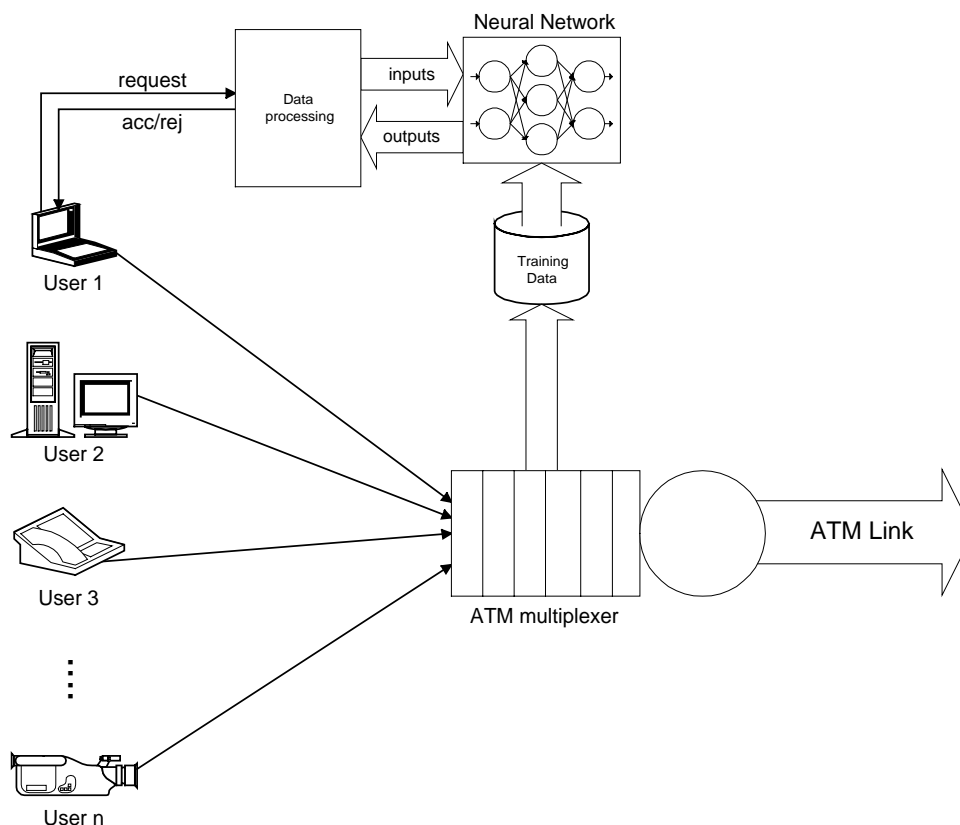 Neural Network
request
inputs
Data
processing
acc/rej
outputs
Training
Data
User 1
User 2
ATM Link
User 3
ATM multiplexer
User n